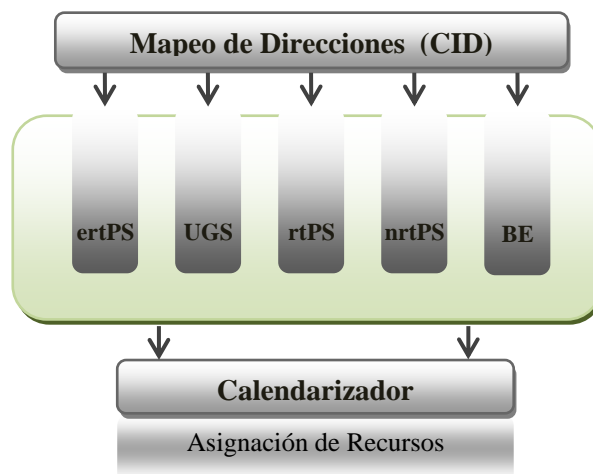 Mapeo de Direcciones (CID)
ertPS UGS rtPS nrtPS BE
Calendarizador
Asignación de Recursos